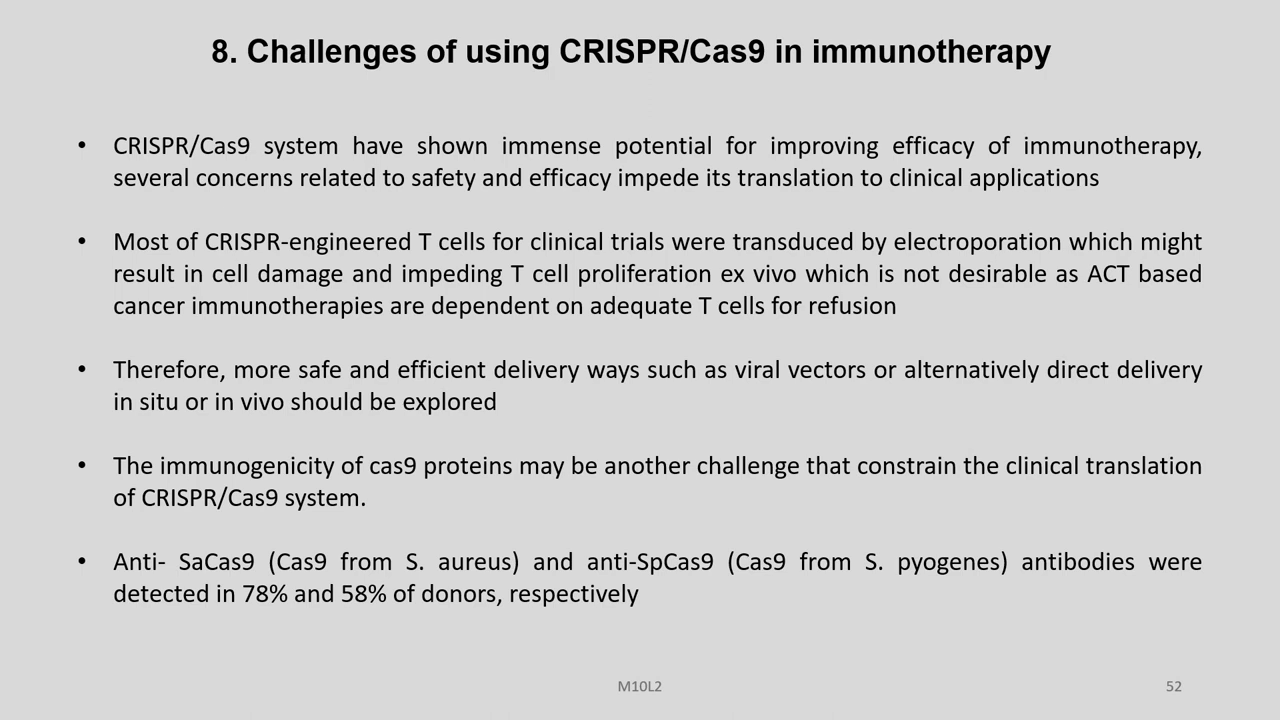 8. Challenges of using CRISPR/Cas9 in immunotherapy
• CRISPR/Cas9 system have shown immense potential for improving efficacy of immunotherapy,
several concerns related to safety and efficacy impede its translation to clinical applications
• Most of CRISPR-engineered T cells for clinical trials were transduced by electroporation which might
result in cell damage and impeding T cell proliferation ex vivo which is not desirable as ACT based
cancer immunotherapies are dependent on adequate T cells for refusion
• Therefore, more safe and efficient delivery ways such as viral vectors or alternatively direct delivery
in situ or in vivo should be explored
• The immunogenicity of cas9 proteins may be another challenge that constrain the clinical translation
of CRISPR/Cas9 system.
• Anti- SaCas9 (Cas9 from S. aureus) and anti-SpCas9 (Cas9 from S. pyogenes) antibodies were
detected in 78% and 58% of donors, respectively
M10L2
52